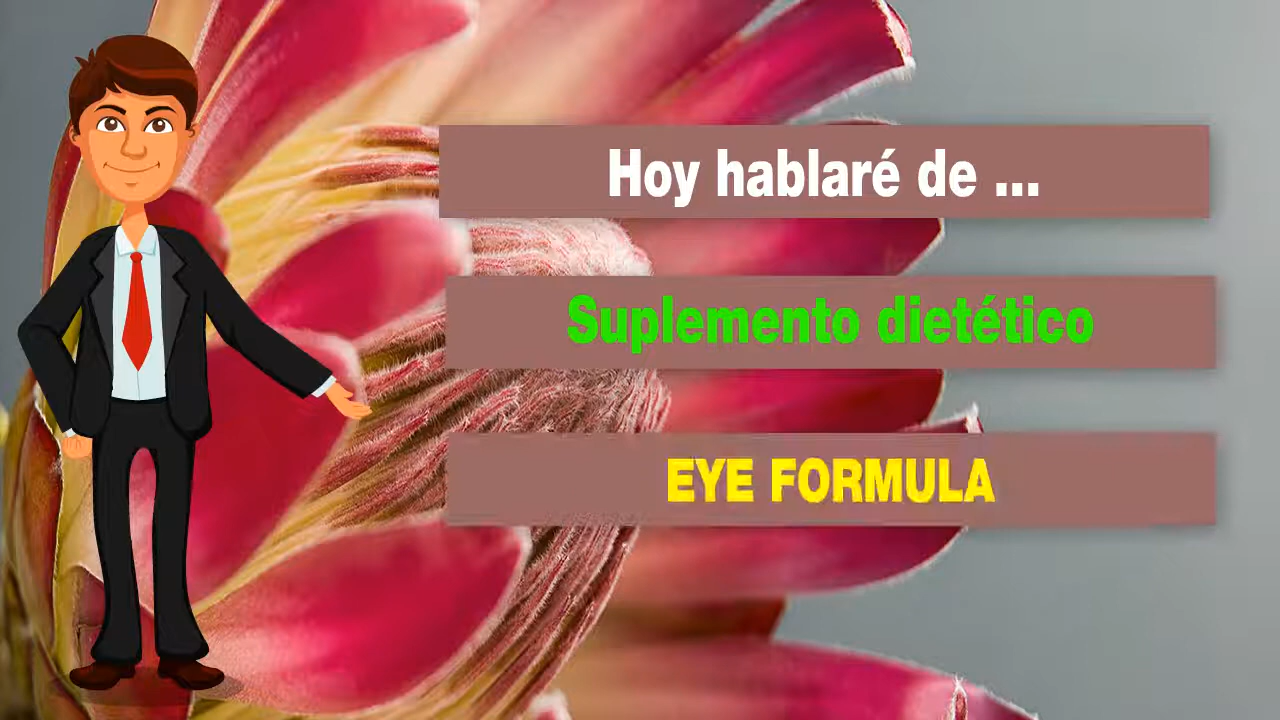 Hoy hablaré de ...
Suplemento dietético
EYE FORMULA